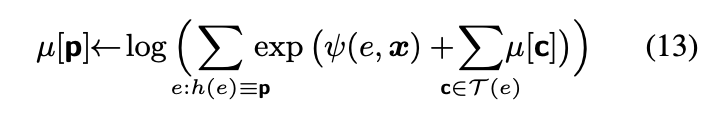 μ[p]←log (∑ exp (ψ(e, x) + ∑μ[c])) (13)
e:h(e)≡p c∈T(e)